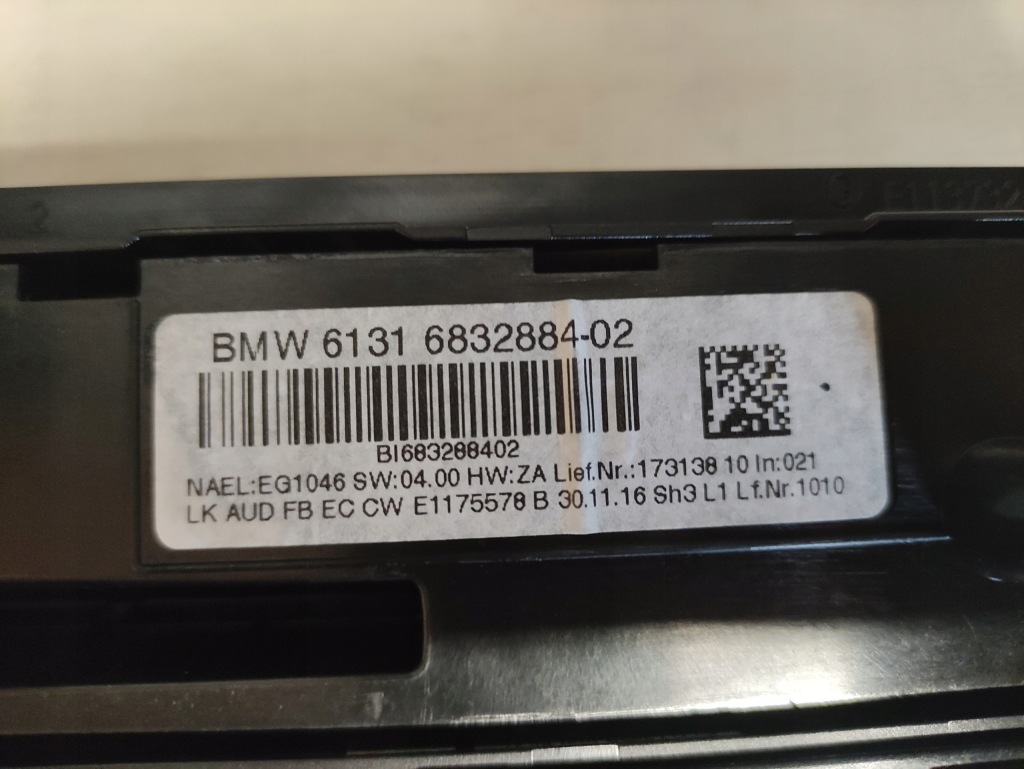 BMW 6131 6832884-02
BI683288402
NAEL:EG1046 SW:04.00 HW:ZA Lief.Nr.:173138 10 In:021
LK AUD FB EC CW E1175578 B 30.11.16 Sh3 L1 Lf.Nr.1010